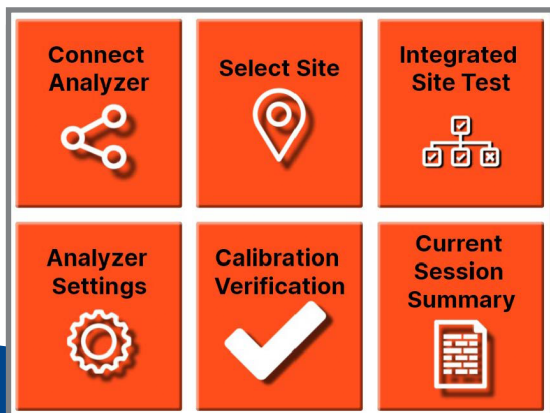 Connect
Analyzer
Select Site
Integrated
Site Test
Analyzer
Settings
Calibration
Verification
Current
Session
Summary